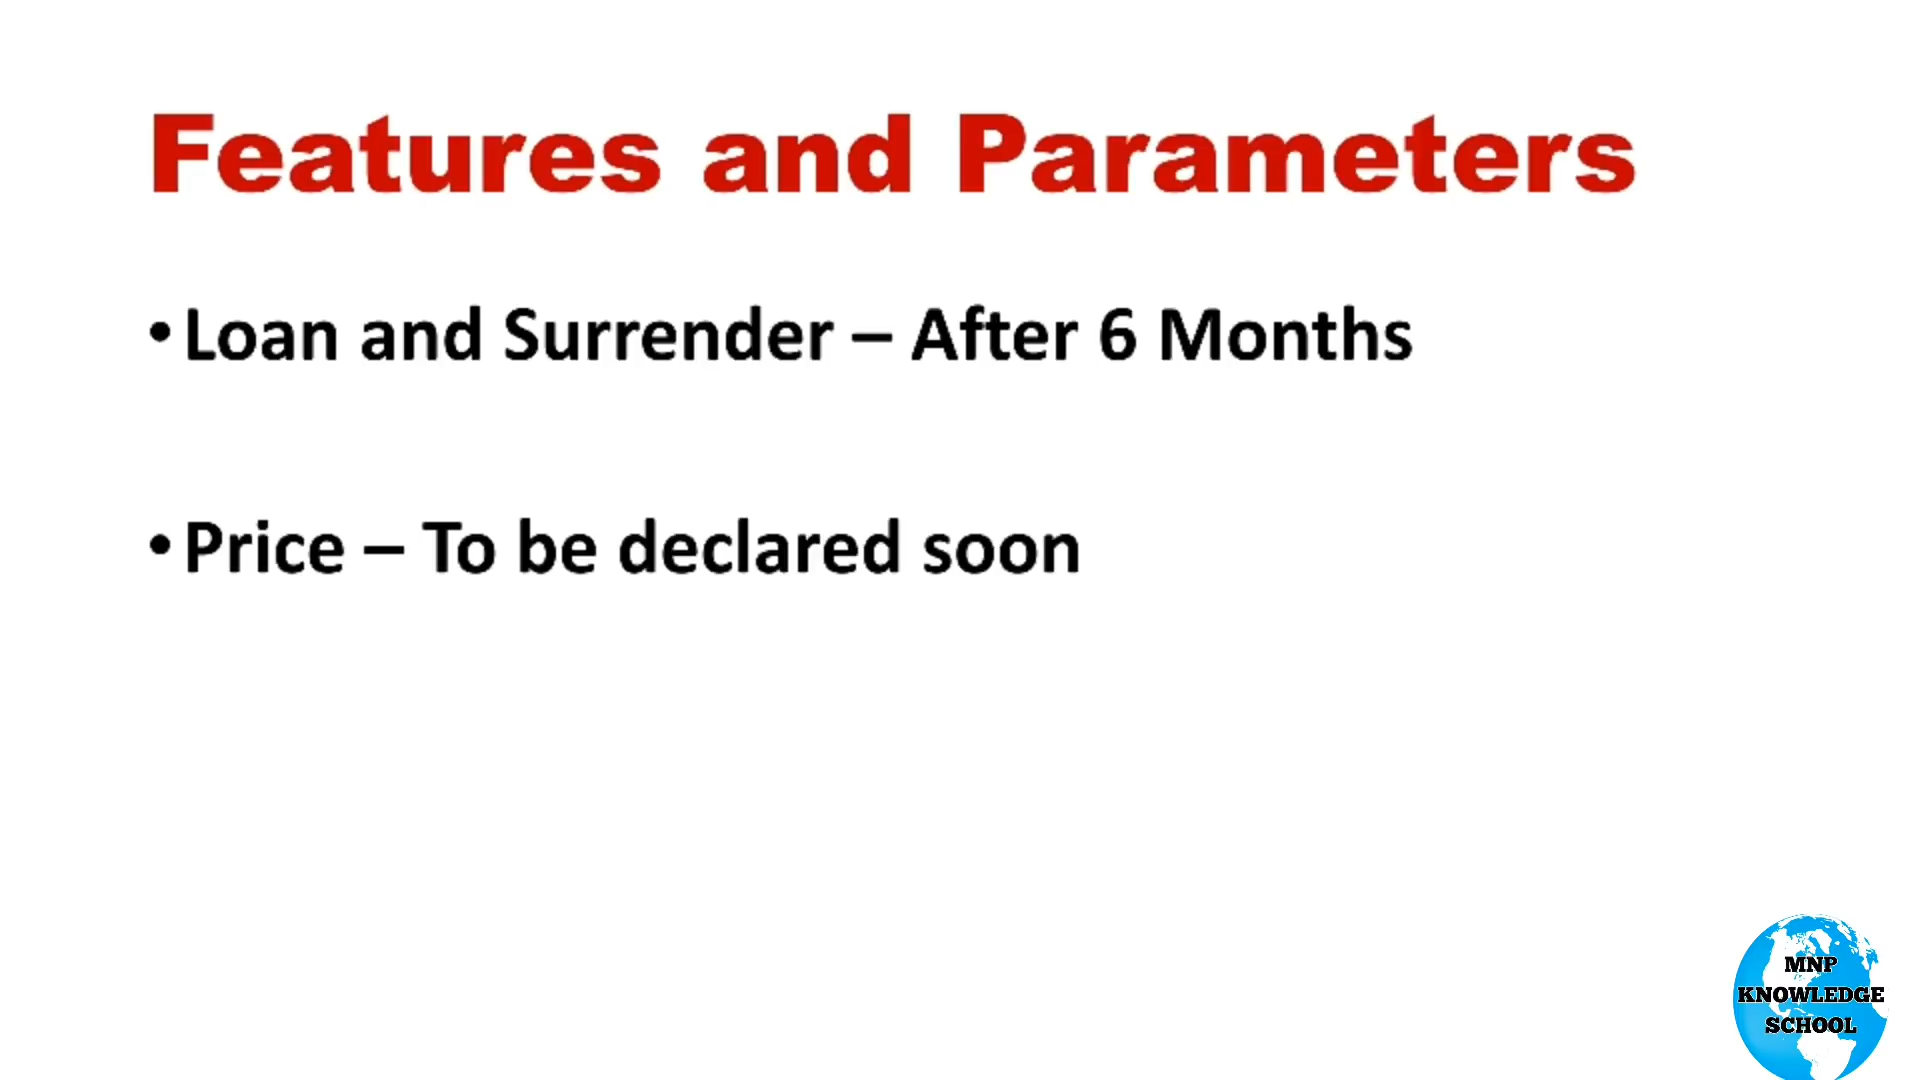 Features and Parameters
• Loan and Surrender – After 6 Months
• Price – To be declared soon
MNP
KNOWLEDGE
SCHOOL